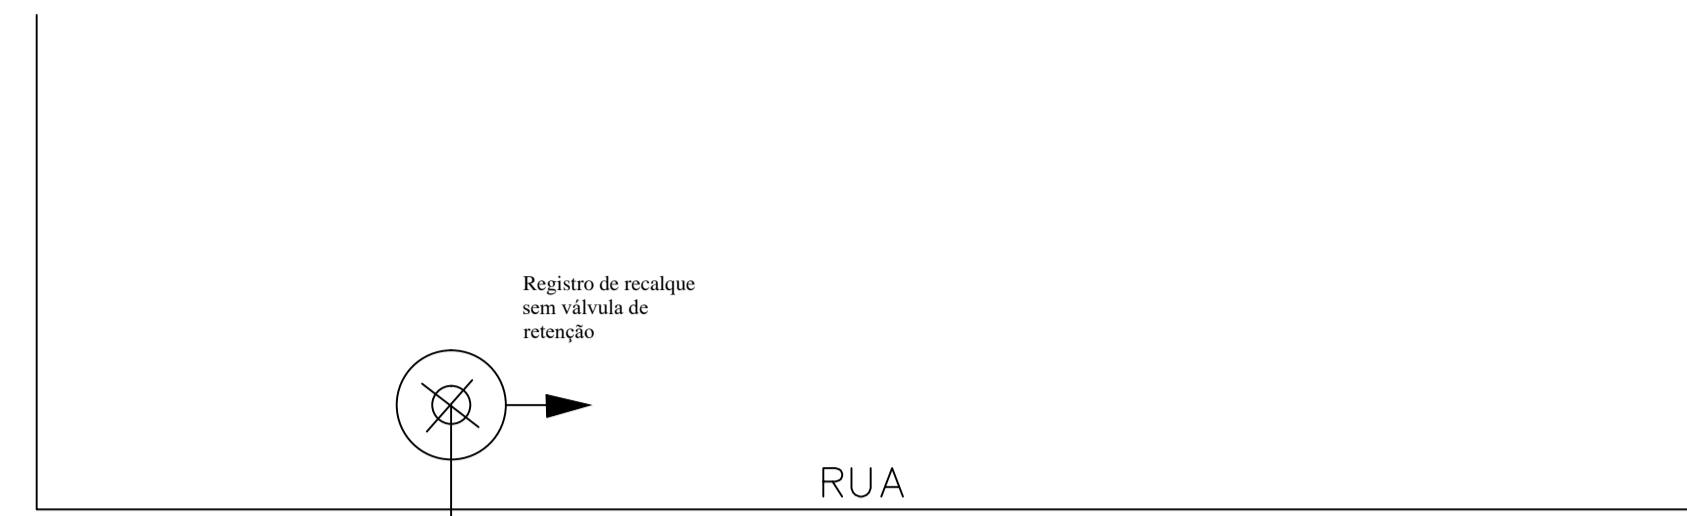 Registro de recalque
sem válvula de
retenção
RUA